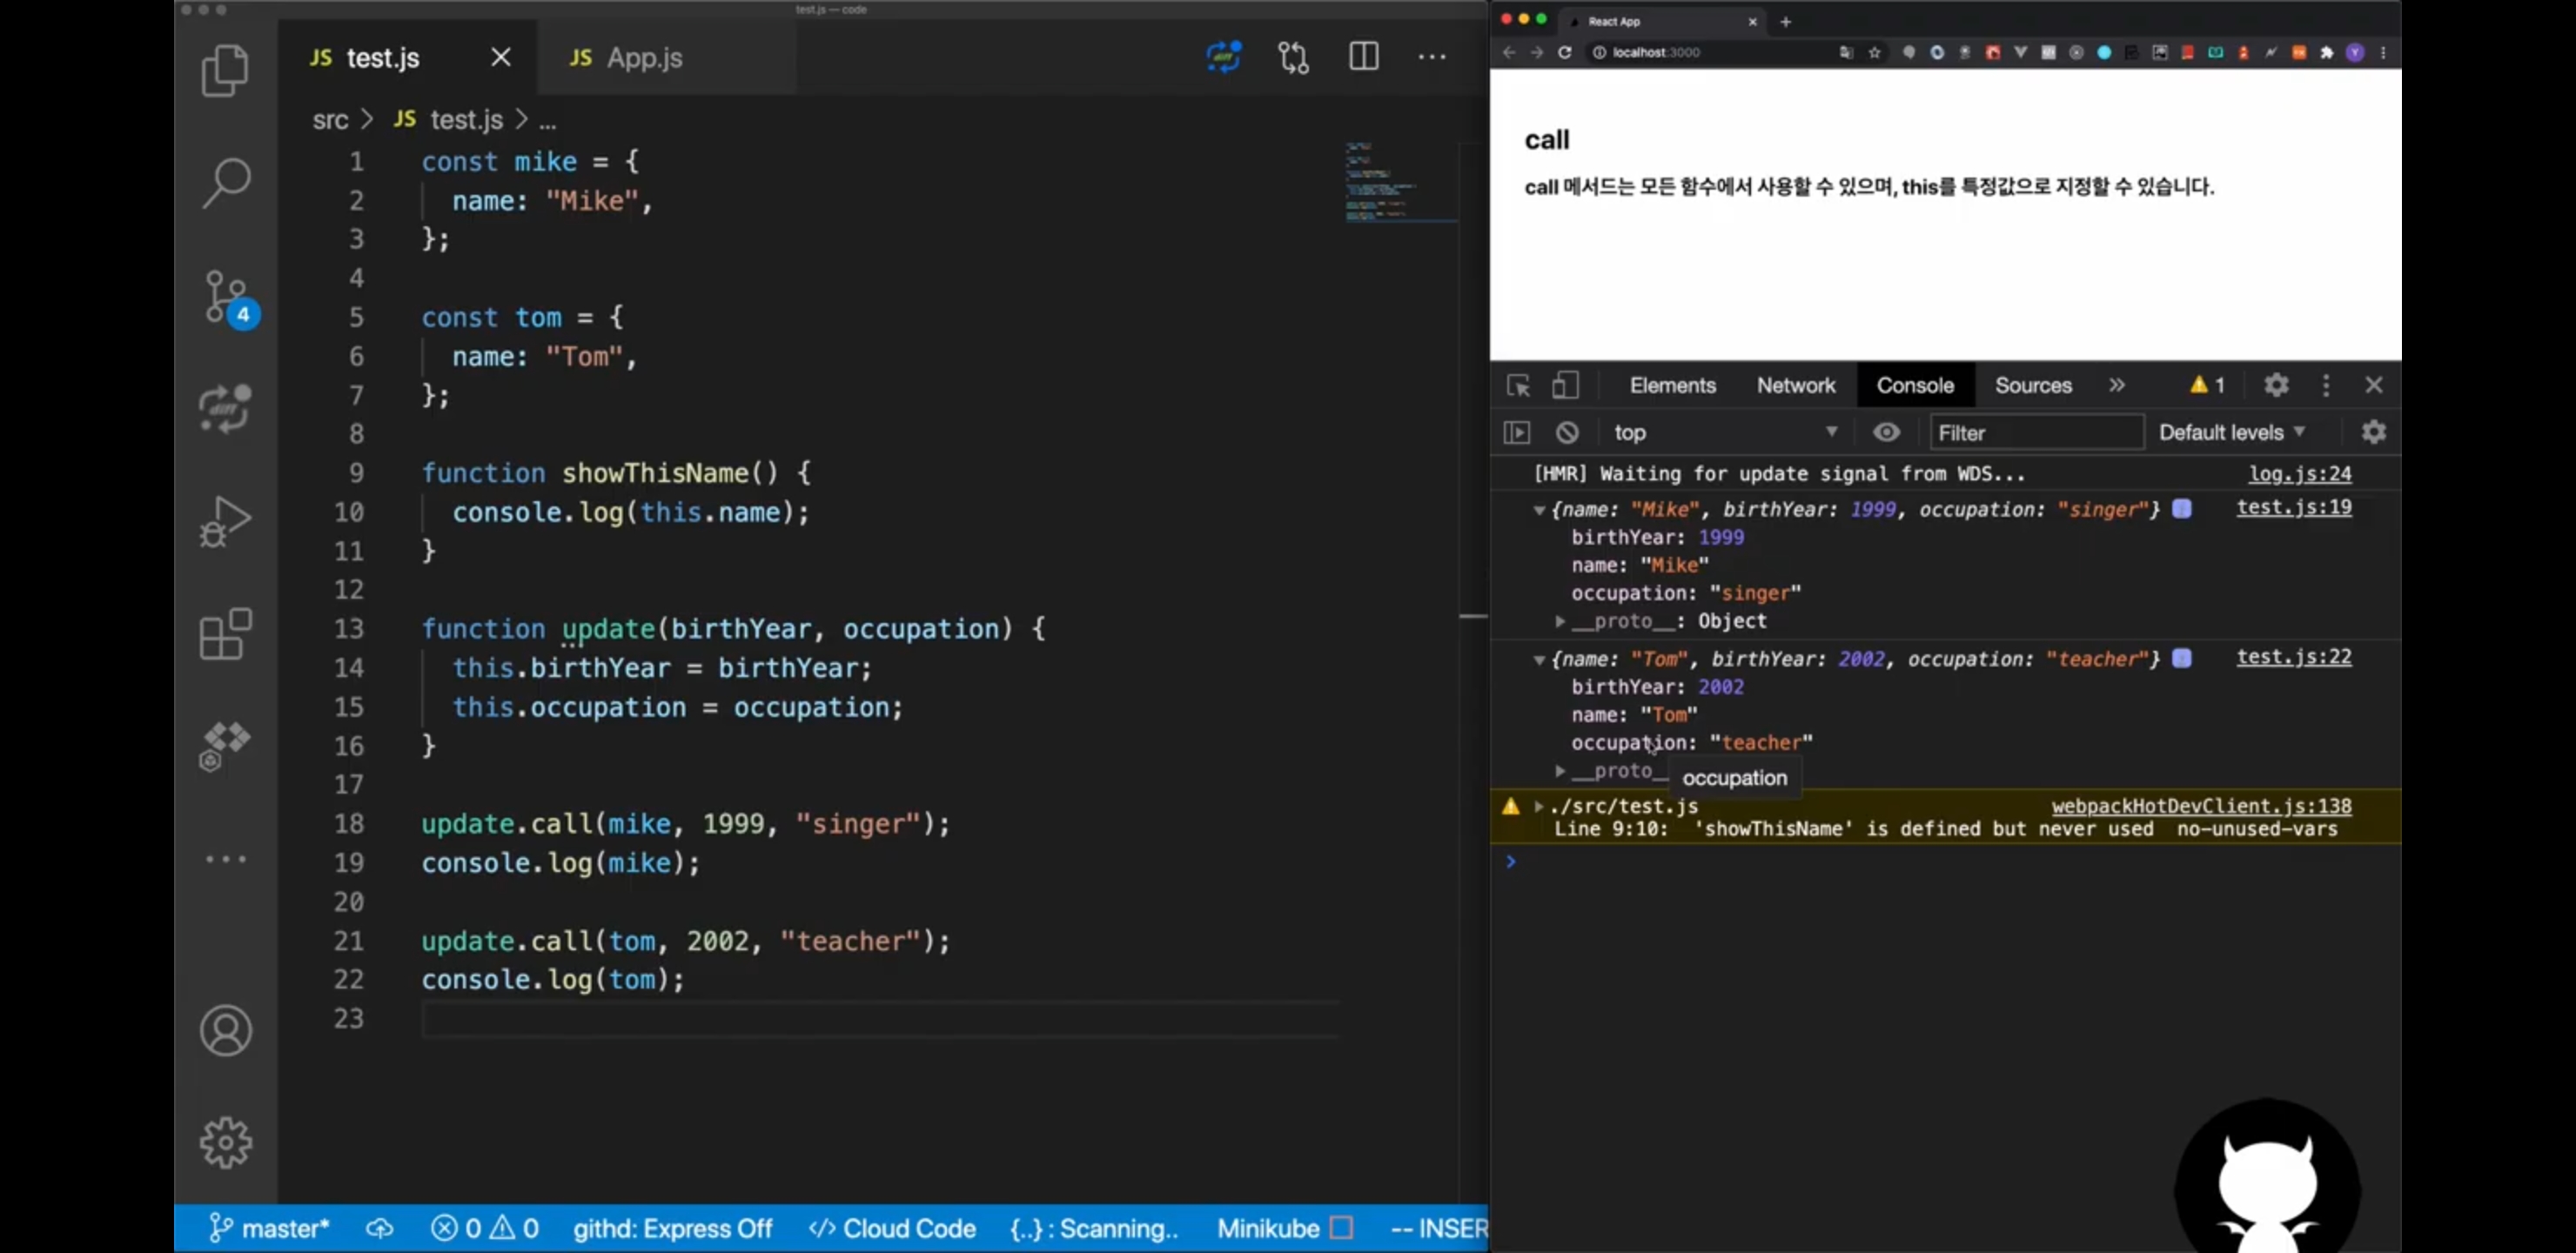 test.js — code
JS test.js
JS App.js
src > JS test.js > ...
1 const mike = {
2 name: "Mike",
3 };
4
5 const tom = {
6 name: "Tom",
7 };
8
9 function showThisName() {
10 console.log(this.name);
11 }
12
13 function update(birthYear, occupation) {
14 this.birthYear = birthYear;
15 this.occupation = occupation;
16 }
17
18 update.call(mike, 1999, "singer");
19 console.log(mike);
20
21 update.call(tom, 2002, "teacher");
22 console.log(tom);
23
4
diff
diff
master* 0 0 githd: Express Off </> Cloud Code {..} : Scanning.. Minikube -- INSER
React App
localhost:3000
call
call 메서드는 모든 함수에서 사용할 수 있으며, this를 특정값으로 지정할 수 있습니다.
Elements Network Console Sources » 1
top Filter Default levels
[HMR] Waiting for update signal from WDS... log.js:24
{name: "Mike", birthYear: 1999, occupation: "singer"} test.js:19
birthYear: 1999
name: "Mike"
occupation: "singer"
__proto__: Object
{name: "Tom", birthYear: 2002, occupation: "teacher"} test.js:22
birthYear: 2002
name: "Tom"
occupation: "teacher"
__proto_
occupation
./src/test.js webpackHotDevClient.js:138
Line 9:10: 'showThisName' is defined but never used no-unused-vars
>